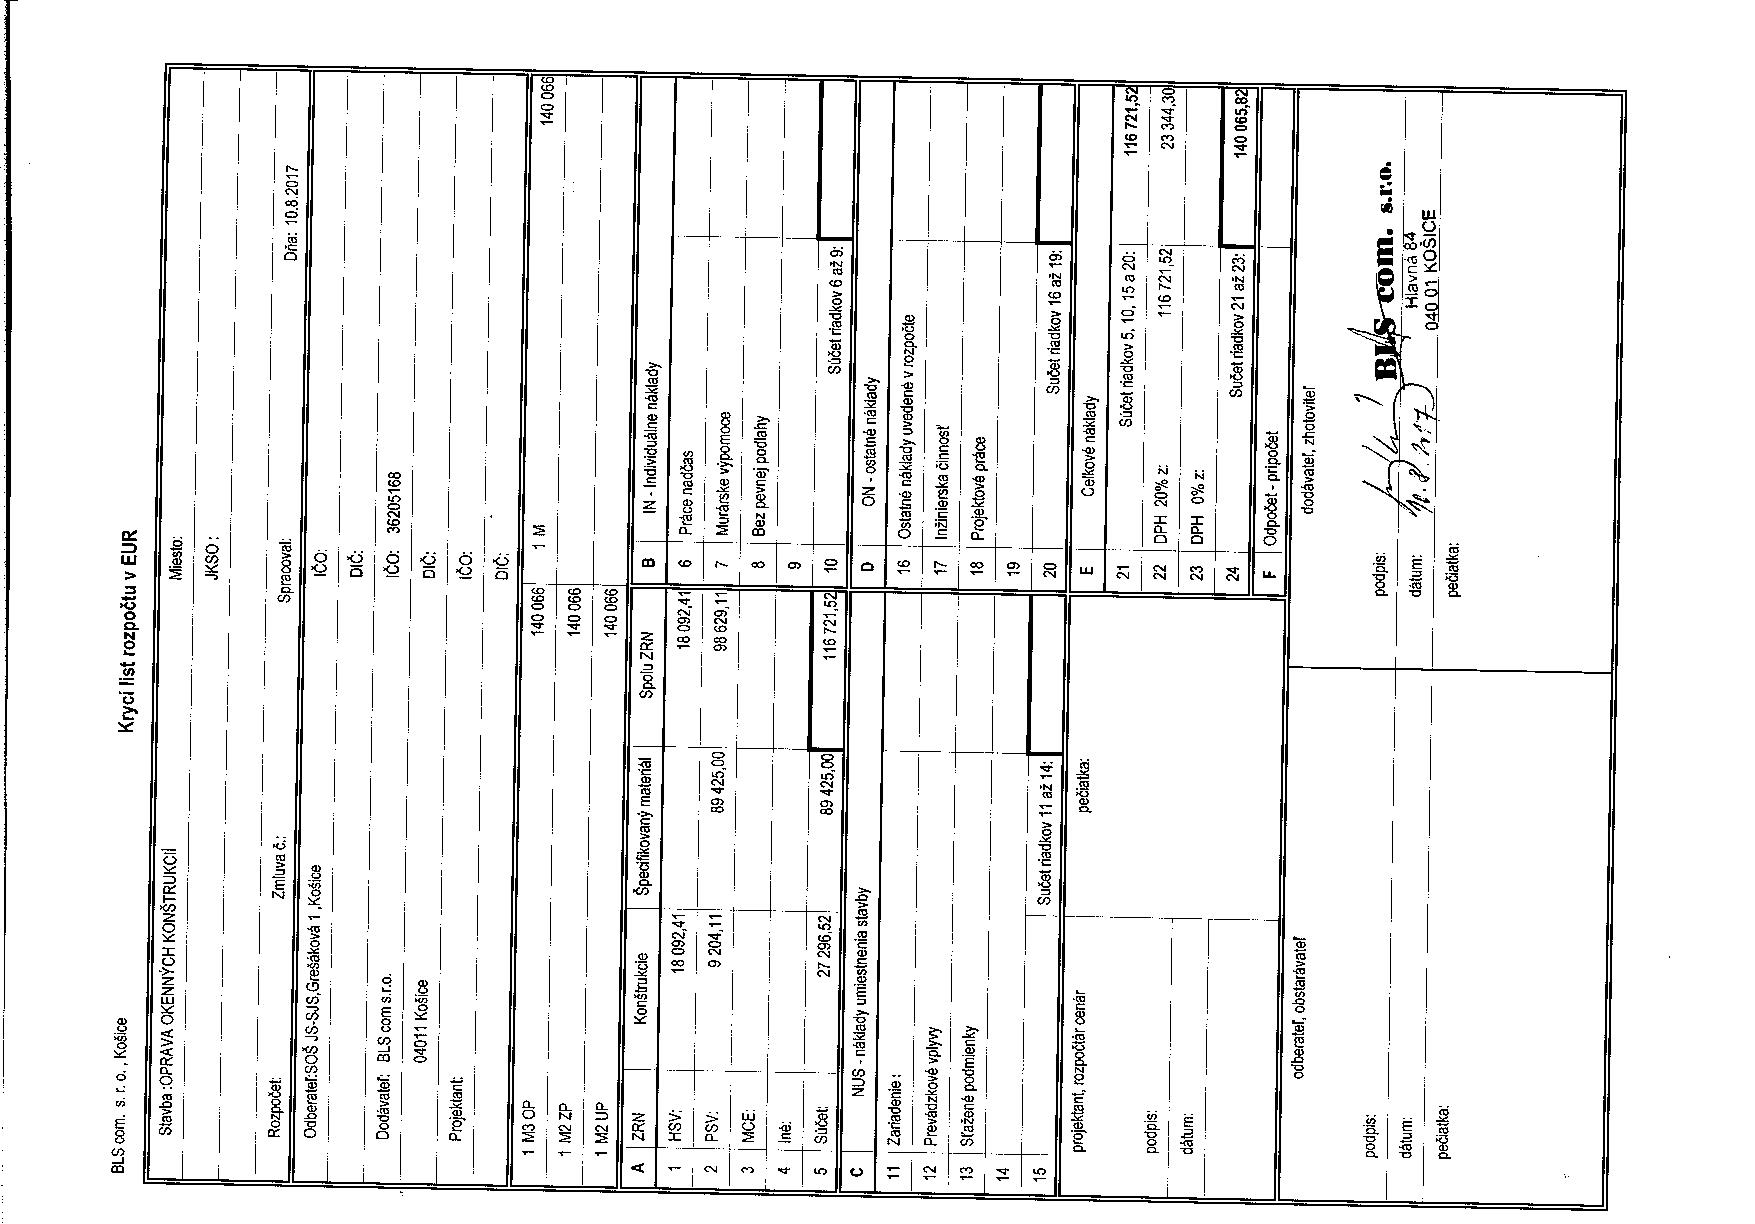 BLS com. s. r. o. , Košice
Krycí list rozpočtu v EUR
Stavba :OPRAVA OKENNÝCH KONŠTRUKCIÍ Miesto:
JKSO :
Rozpočet: Zmluva č.: Spracoval: Dňa: 10.8.2017
Odberateľ:SOŠ JS-SJS,Grešáková 1 ,Košice IČO:
DIČ:
Dodávateľ: BLS com s.r.o. IČO: 36205168
04011 Košice DIČ:
Projektant: IČO:
DIČ:
1 M3 OP 140 066 1 M 140 066
1 M2 ZP 140 066
1 M2 UP 140 066
A ZRN Konštrukcie Špecifikovaný materiál Spolu ZRN B IN - Individuálne náklady
1 HSV: 18 092,41 18 092,41 6 Práce nadčas
2 PSV: 9 204,11 89 425,00 98 629,11 7 Murárske výpomoce
3 MCE: 8 Bez pevnej podlahy
4 Iné: 9
5 Súčet: 27 296,52 89 425,00 116 721,52 10 Súčet riadkov 6 až 9:
C NUS - náklady umiestnenia stavby D ON - ostatné náklady
11 Zariadenie : 16 Ostatné náklady uvedené v rozpočte
12 Prevádzkové vplyvy 17 Inžinierska činnosť
13 Sťažené podmienky 18 Projektové práce
14 19
15 Sučet riadkov 11 až 14: 20 Sučet riadkov 16 až 19:
projektant, rozpočtár cenár pečiatka: E Celkové náklady
21 Súčet riadkov 5, 10, 15 a 20: 116 721,52
podpis: 22 DPH 20% z: 116 721,52 23 344,30
dátum: 23 DPH 0% z:
24 Sučet riadkov 21 až 23: 140 065,82
F Odpočet - prípočet
odberateľ, obstarávateľ dodávateľ, zhotoviteľ
podpis: podpis: BLS com. s.r.o.
dátum: dátum: Hlavná 84
pečiatka: pečiatka: 040 01 KOŠICE